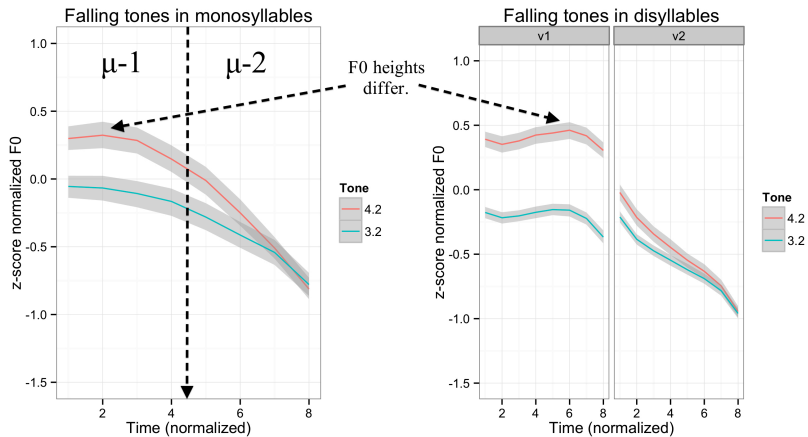 Falling tones in monosyllables
μ-1
μ-2
1.0
0.5
0.0
-0.5
-1.0
-1.5
z-score normalized F0
2
4
6
8
Time (normalized)
Tone
4.2
3.2
F0 heights
differ.
Falling tones in disyllables
v1
v2
1.0
0.5
0.0
-0.5
-1.0
-1.5
z-score normalized F0
2
4
6
8
2
4
6
8
Time (normalized)
Tone
4.2
3.2